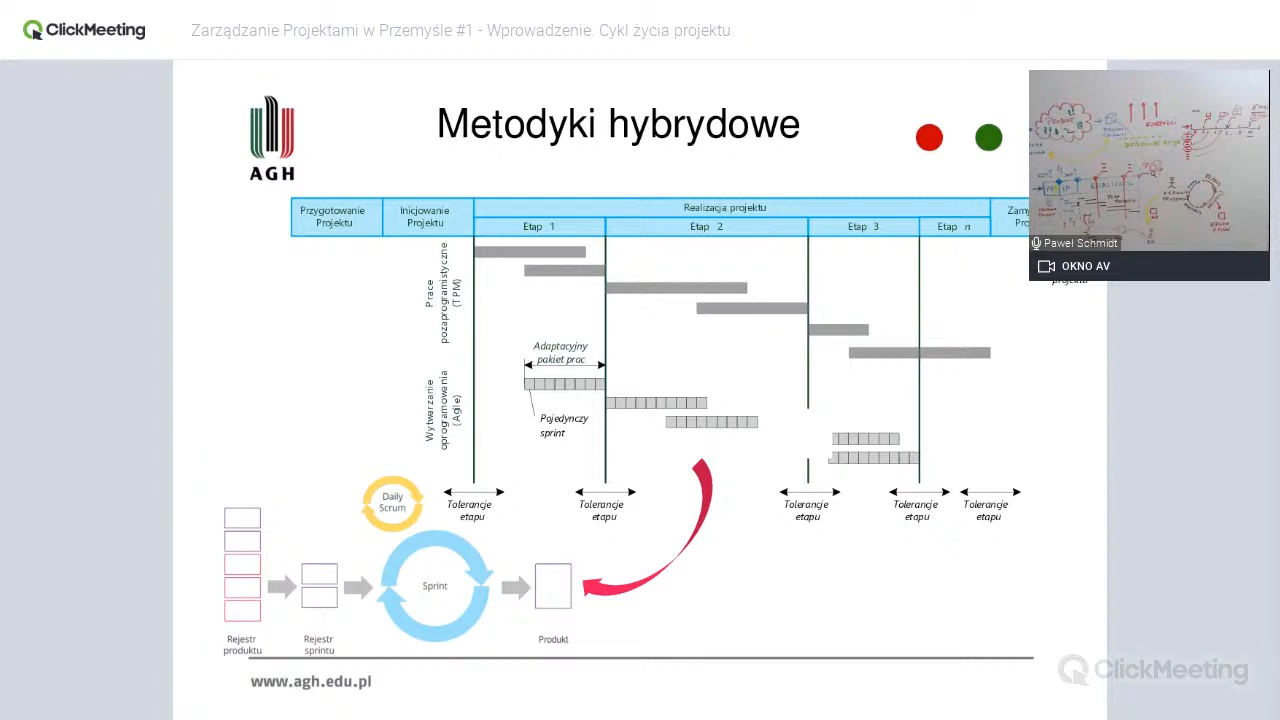 ClickMeeting
Zarządzanie Projektami w Przemyśle #1 - Wprowadzenie. Cykl życia projektu.
AGH
Metodyki hybrydowe
Przygotowanie
Projektu
Inicjowanie
Projektu
Realizacja projektu
Etap 1
Etap 2
Etap 3
Etap n
Prace
pozaprogramistyczne
(TPM)
Adaptacyjny
pakiet prac
Pojedynczy
sprint
Wytwarzanie
oprogramowania
(Agile)
Tolerancje
etapu
Tolerancje
etapu
Tolerancje
etapu
Tolerancje
etapu
Tolerancje
etapu
Daily
Scrum
Sprint
Rejestr
produktu
Rejestr
sprintu
Produkt
www.agh.edu.pl
Paweł Schmidt
OKNO AV
projektu
ClickMeeting